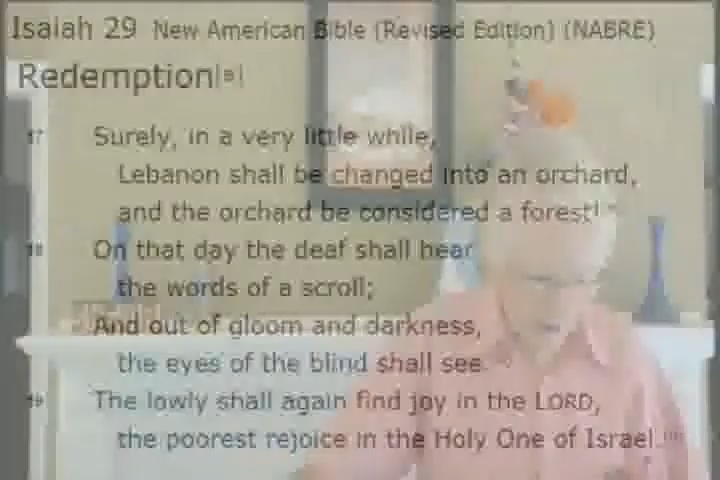 Isaiah 29 New American Bible (Revised Edition) (NABRE)
Redemption[a]
17 Surely, in a very little while,
Lebanon shall be changed into an orchard,
and the orchard be considered a forest!
18 On that day the deaf shall hear
the words of a scroll;
And out of gloom and darkness,
the eyes of the blind shall see.
19 The lowly shall again find joy in the LORD,
the poorest rejoice in the Holy One of Israel.